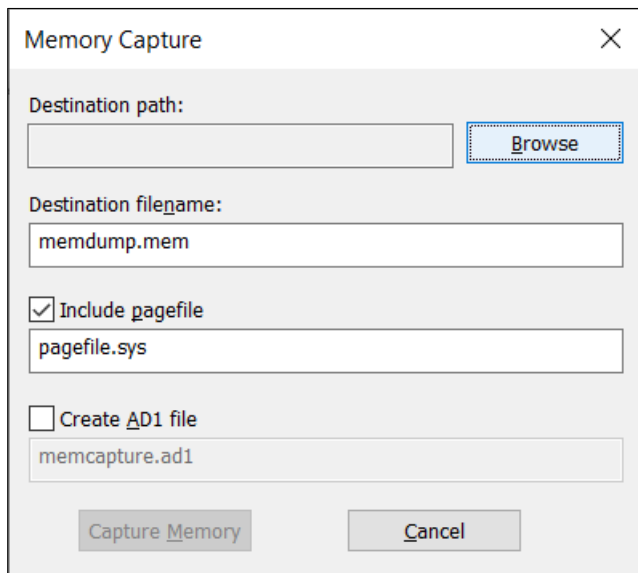 Memory Capture
Destination path:
Browse
Destination filename:
memdump.mem
Include pagefile
pagefile.sys
Create AD1 file
memcapture.ad1
Capture Memory Cancel